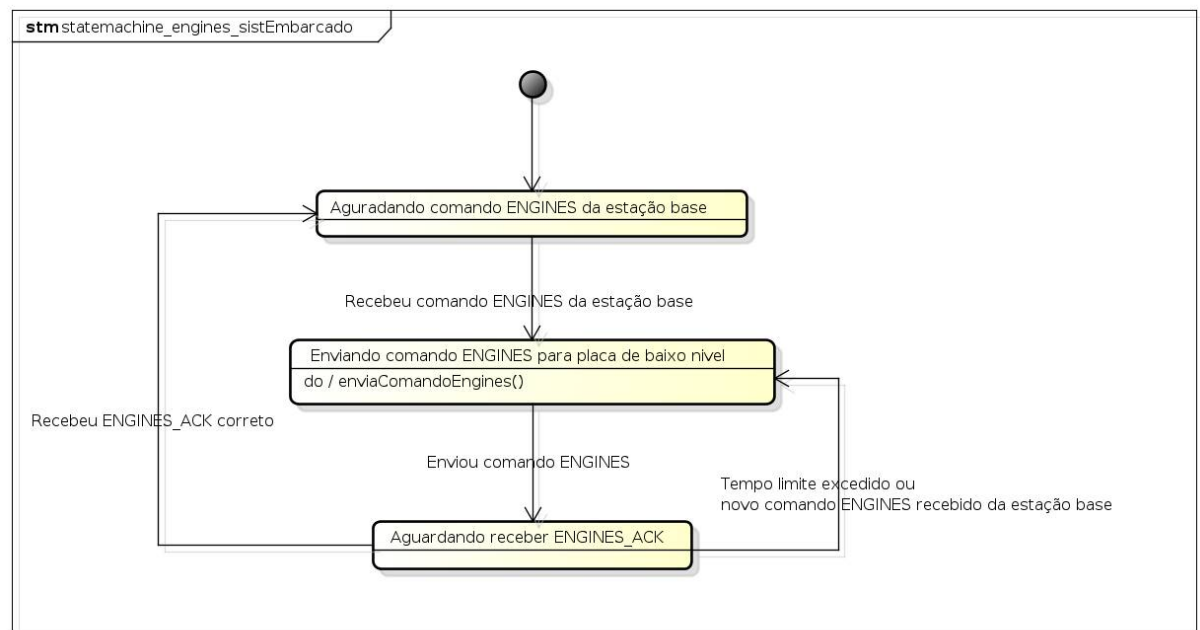 stm statemachine_engines_sistEmbarcado
Aguradando comando ENGINES da estação base
Recebeu comando ENGINES da estação base
Enviando comando ENGINES para placa de baixo nivel
do / enviaComandoEngines()
Recebeu ENGINES_ACK correto
Enviou comando ENGINES
Tempo limite excedido ou
novo comando ENGINES recebido da estação base
Aguardando receber ENGINES_ACK